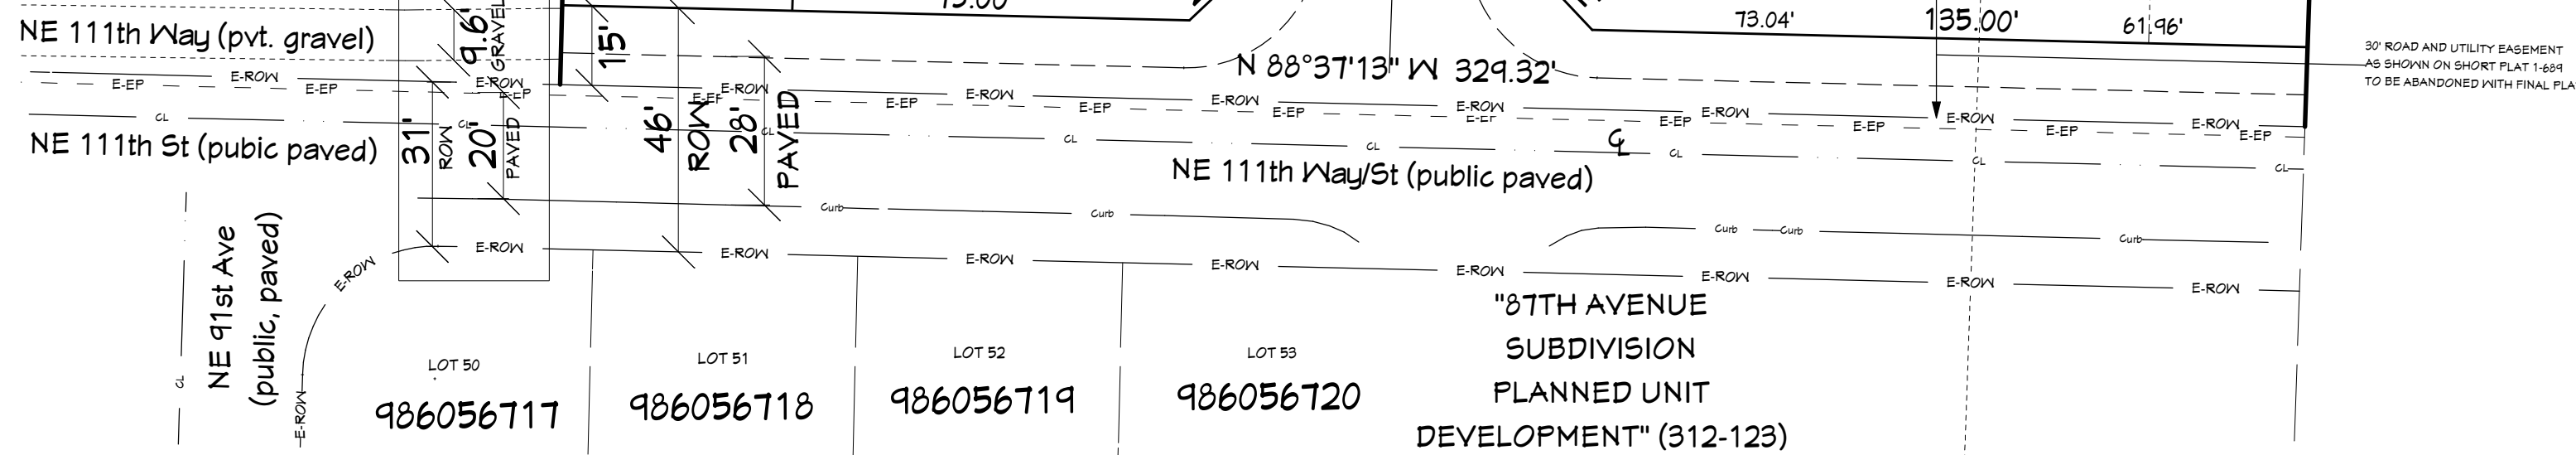 73.04'
135.00'
61.96'
NE 111th Way (pvt. gravel)
9.6'
GRAVEL
15'
N 88°37'13" W 329.32'
30' ROAD AND UTILITY EASEMENT
AS SHOWN ON SHORT PLAT 1-689
TO BE ABANDONED WITH FINAL PLA
E-ROW
E-ROW
E-ROW
E-ROW
E-ROW
E-ROW
E-ROW
E-ROW
E-ROW
E-EP
E-EP
E-EP
E-EP
E-EP
E-EP
E-EP
E-EP
E-EP
E-EP
E-EP
E-EP
CL
CL
CL
CL
CL
CL
CL
CL
NE 111th St (pubic paved)
31'
ROW
20'
PAVED
46'
ROW
28'
PAVED
NE 111th Way/St (public paved)
Curb
Curb
Curb
Curb
Curb
E-ROW
E-ROW
E-ROW
E-ROW
E-ROW
E-ROW
E-ROW
E-ROW
E-ROW
E-ROW
NE 91st Ave
(public, paved)
CL
LOT 50
986056717
LOT 51
986056718
LOT 52
986056719
LOT 53
986056720
"87TH AVENUE
SUBDIVISION
PLANNED UNIT
DEVELOPMENT" (312-123)